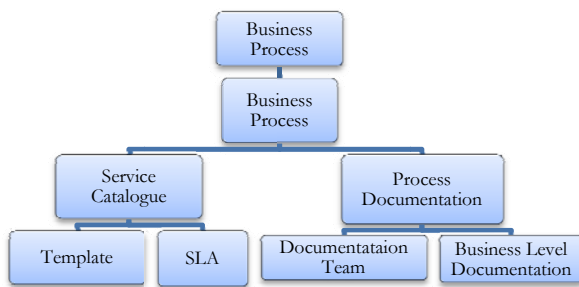 Business
Process
Business
Process
Service
Catalogue
Process
Documentation
Template
SLA
Documentataion
Team
Business Level
Documentation